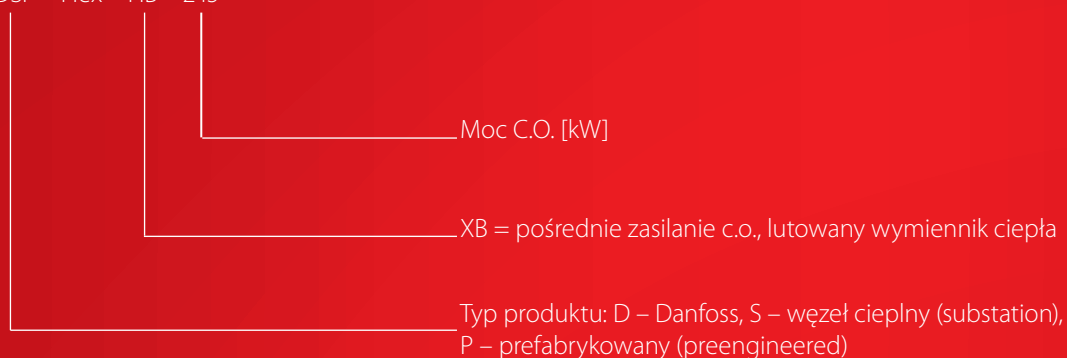 Moc C.O. [kW]
XB = pośrednie zasilanie c.o., lutowany wymiennik ciepła
Typ produktu: D – Danfoss, S – węzeł cieplny (substation),
P – prefabrykowany (preengineered)